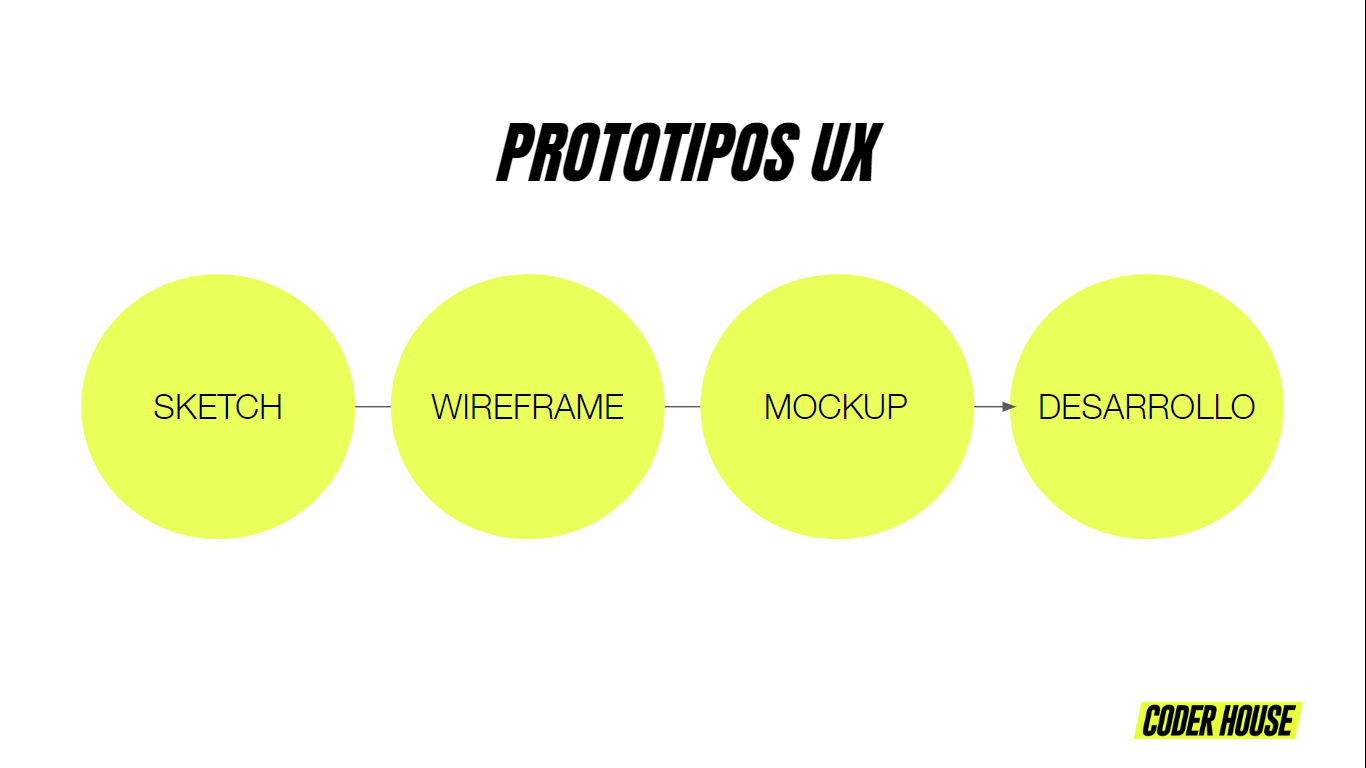 PROTOTIPOS UX
SKETCH
WIREFRAME
MOCKUP
DESARROLLO
CODER HOUSE